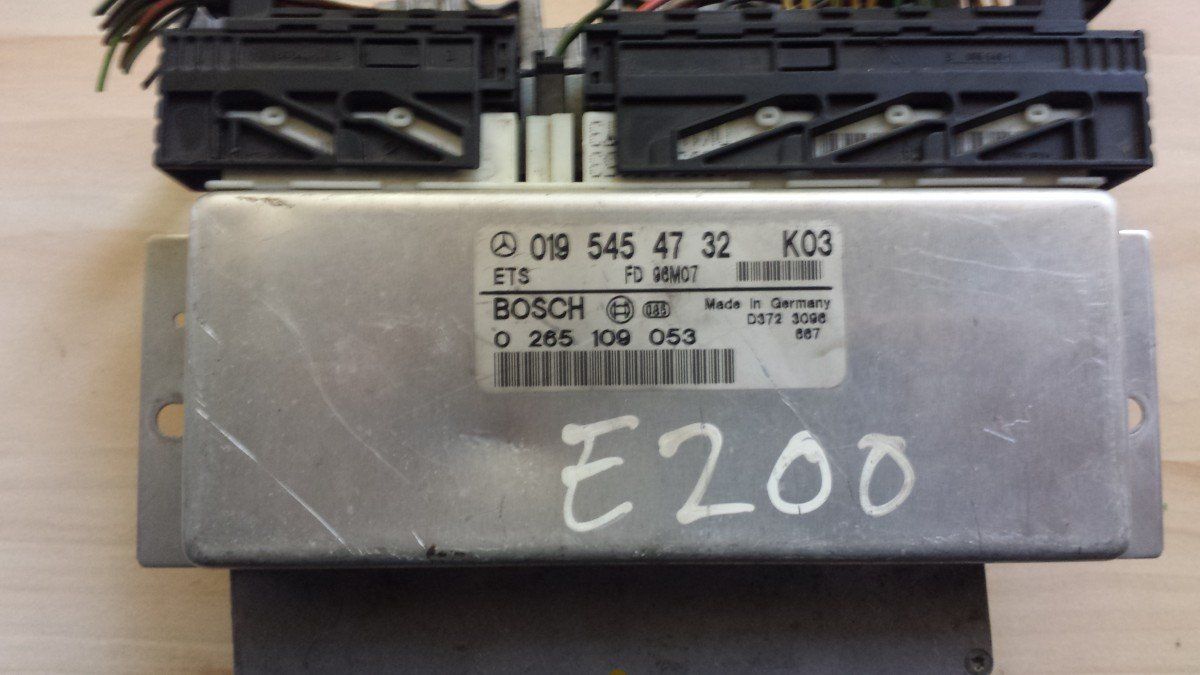 019 545 47 32 K03
ETS FD 96M07
BOSCH 085 Made in Germany
D372 3096
0 265 109 053 667
E200